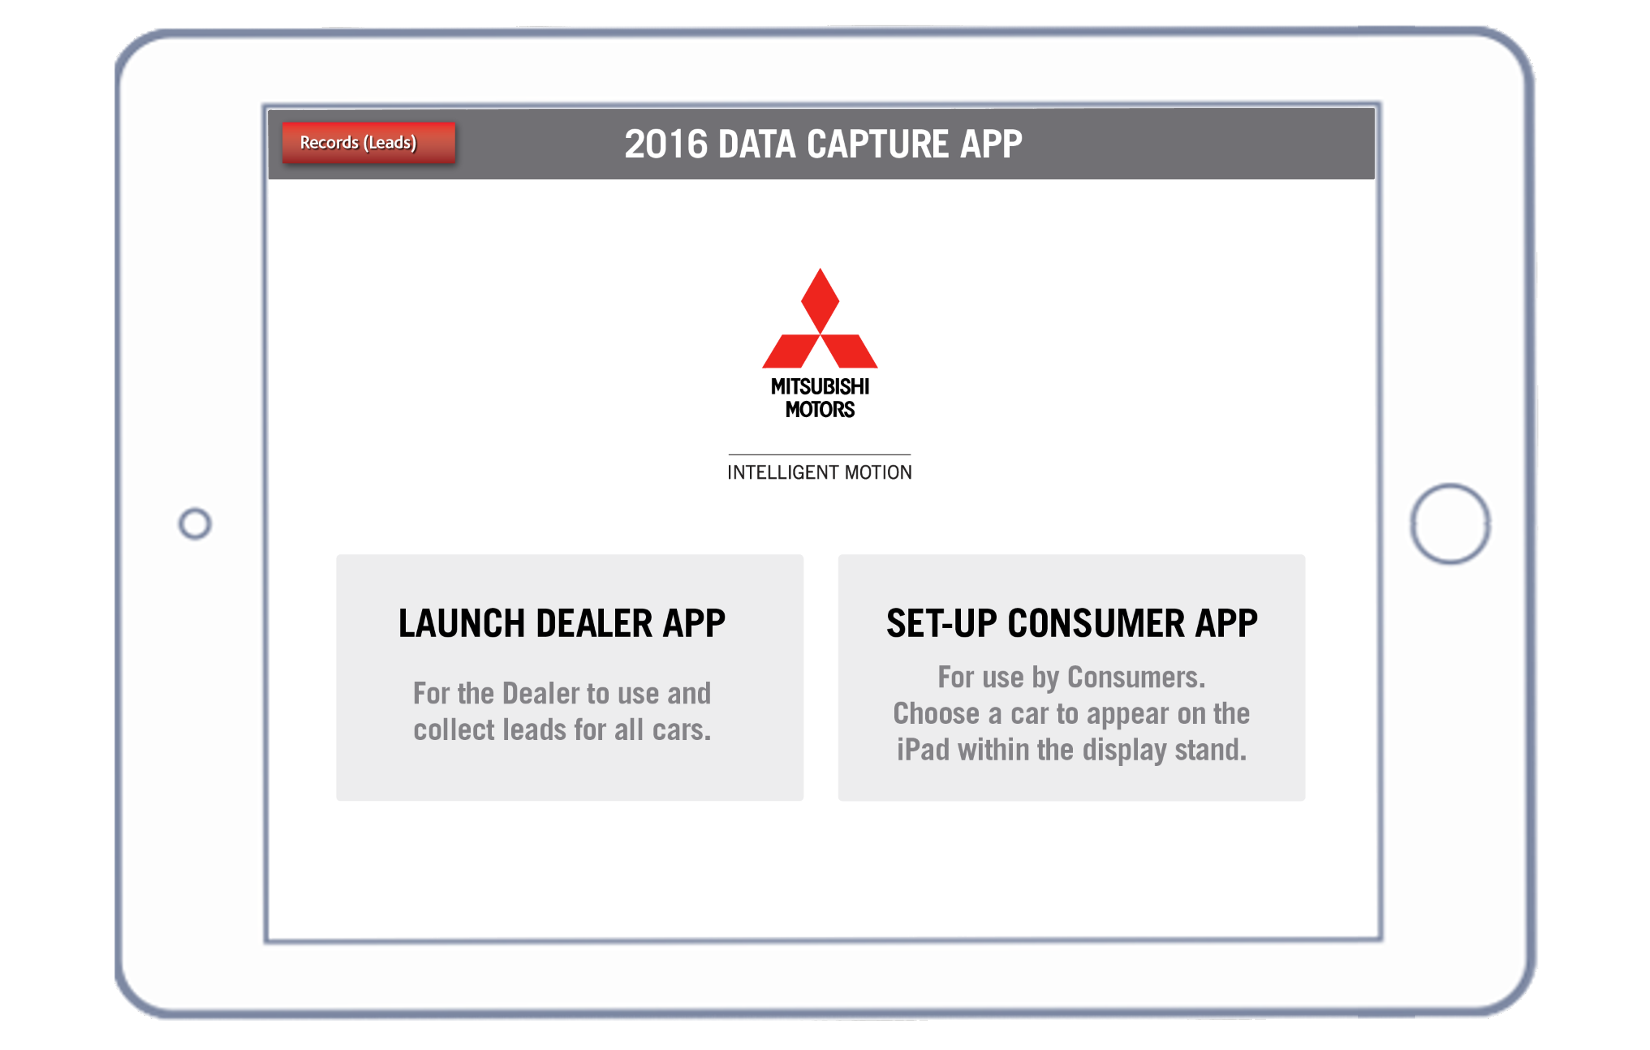 Records (Leads)
2016 DATA CAPTURE APP
MITSUBISHI
MOTORS
INTELLIGENT MOTION
LAUNCH DEALER APP
For the Dealer to use and
collect leads for all cars.
SET-UP CONSUMER APP
For use by Consumers.
Choose a car to appear on the
iPad within the display stand.